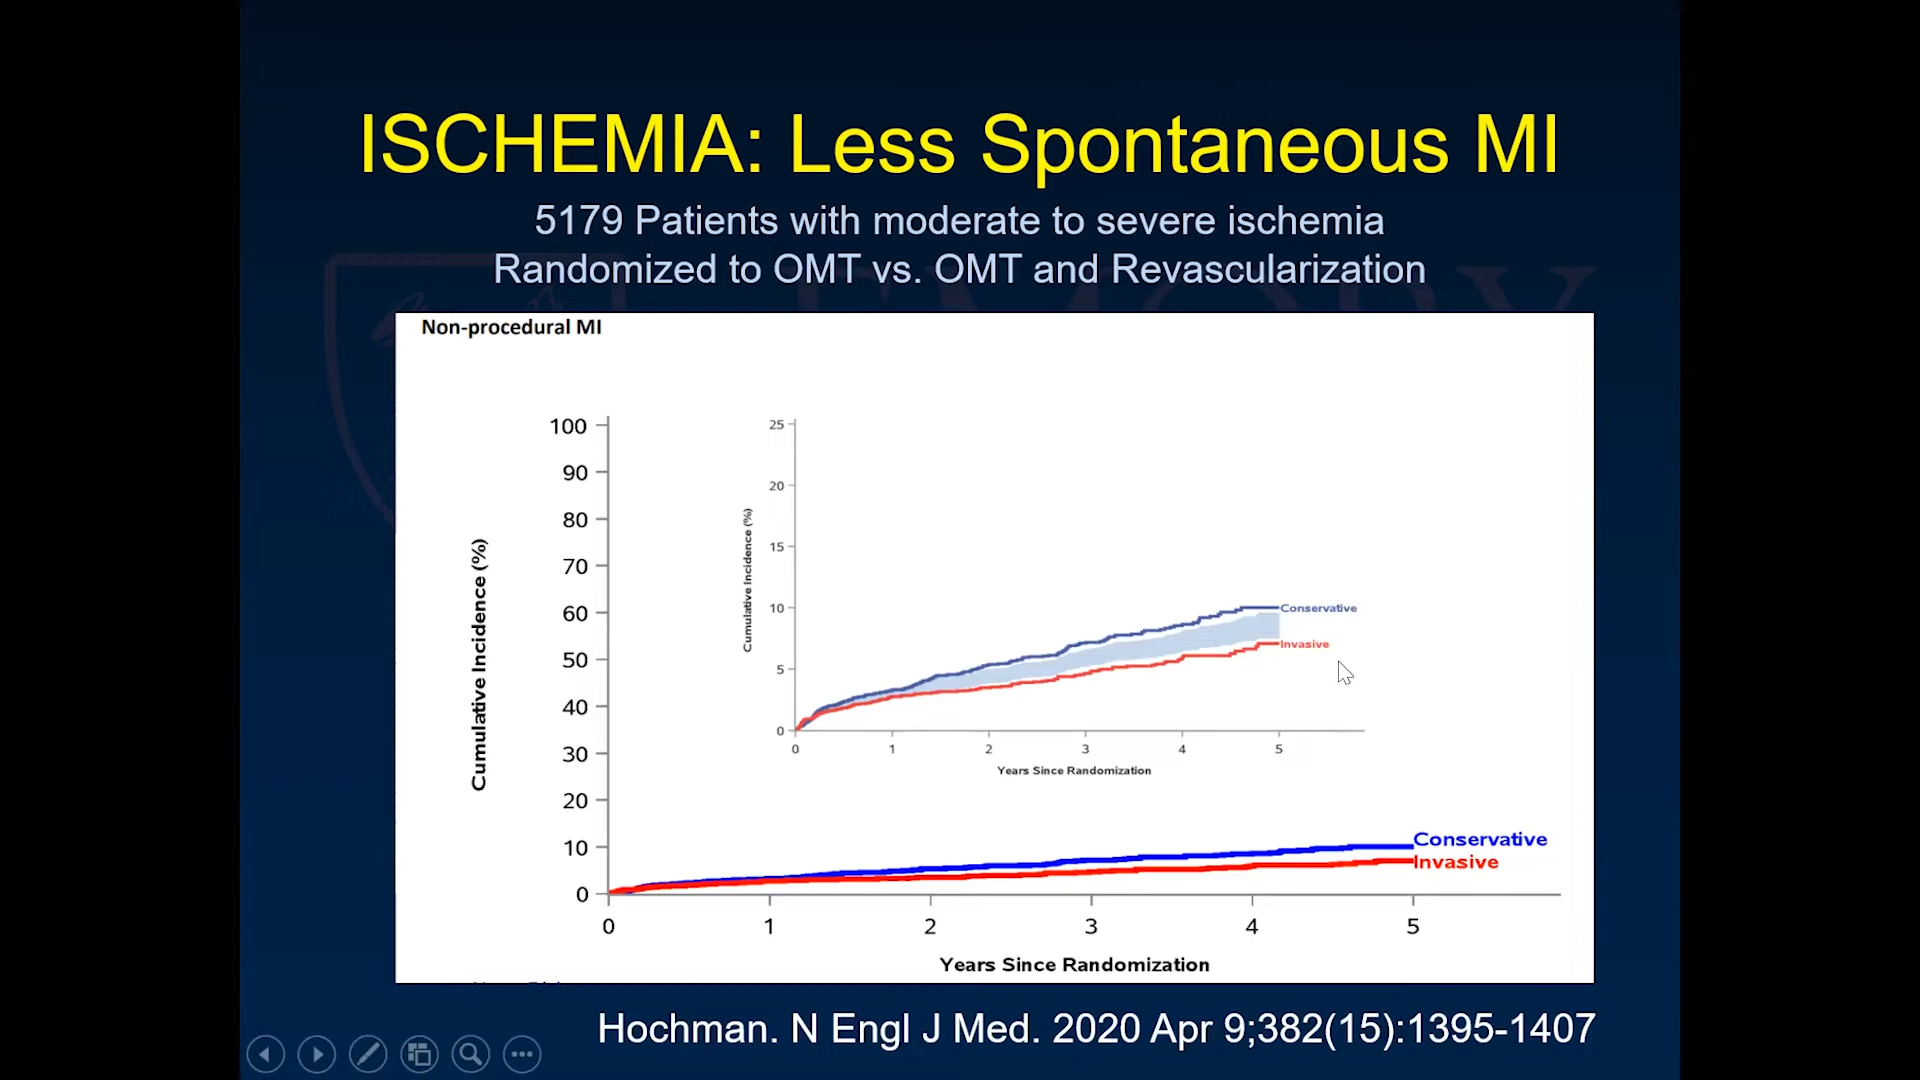 ISCHEMIA: Less Spontaneous MI
5179 Patients with moderate to severe ischemia
Randomized to OMT vs. OMT and Revascularization
Non-procedural MI
Cumulative Incidence (%)
100
90
80
70
60
50
40
30
20
10
0
0 1 2 3 4 5
Years Since Randomization
Conservative
Invasive
Cumulative Incidence (%)
25
20
15
10
5
0
0 1 2 3 4 5
Years Since Randomization
Conservative
Invasive
Hochman. N Engl J Med. 2020 Apr 9;382(15):1395-1407